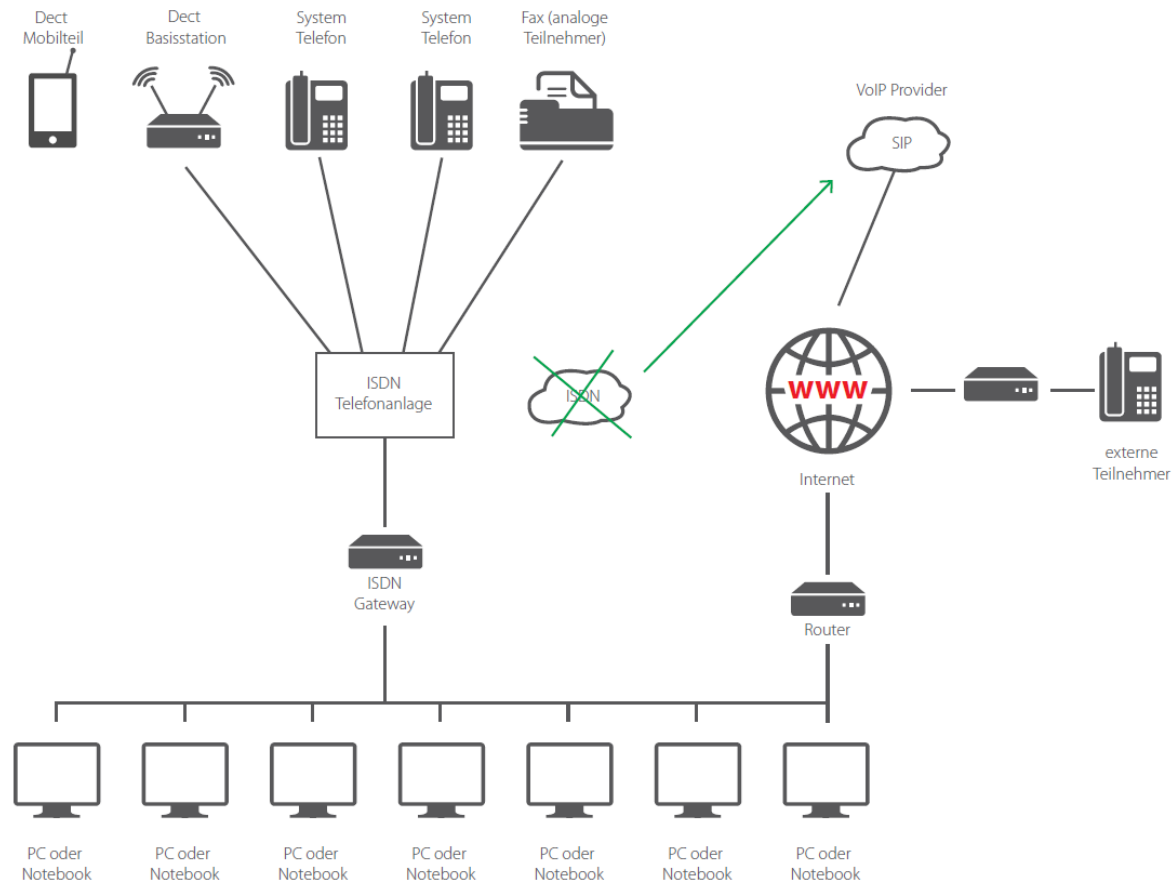 Dect
Mobilteil
Dect
Basisstation
System
Telefon
System
Telefon
Fax (analoge
Teilnehmer)
VoIP Provider
SIP
ISDN
Telefonanlage
ISDN
www
externe
Teilnehmer
Internet
ISDN
Gateway
Router
PC oder
Notebook
PC oder
Notebook
PC oder
Notebook
PC oder
Notebook
PC oder
Notebook
PC oder
Notebook
PC oder
Notebook